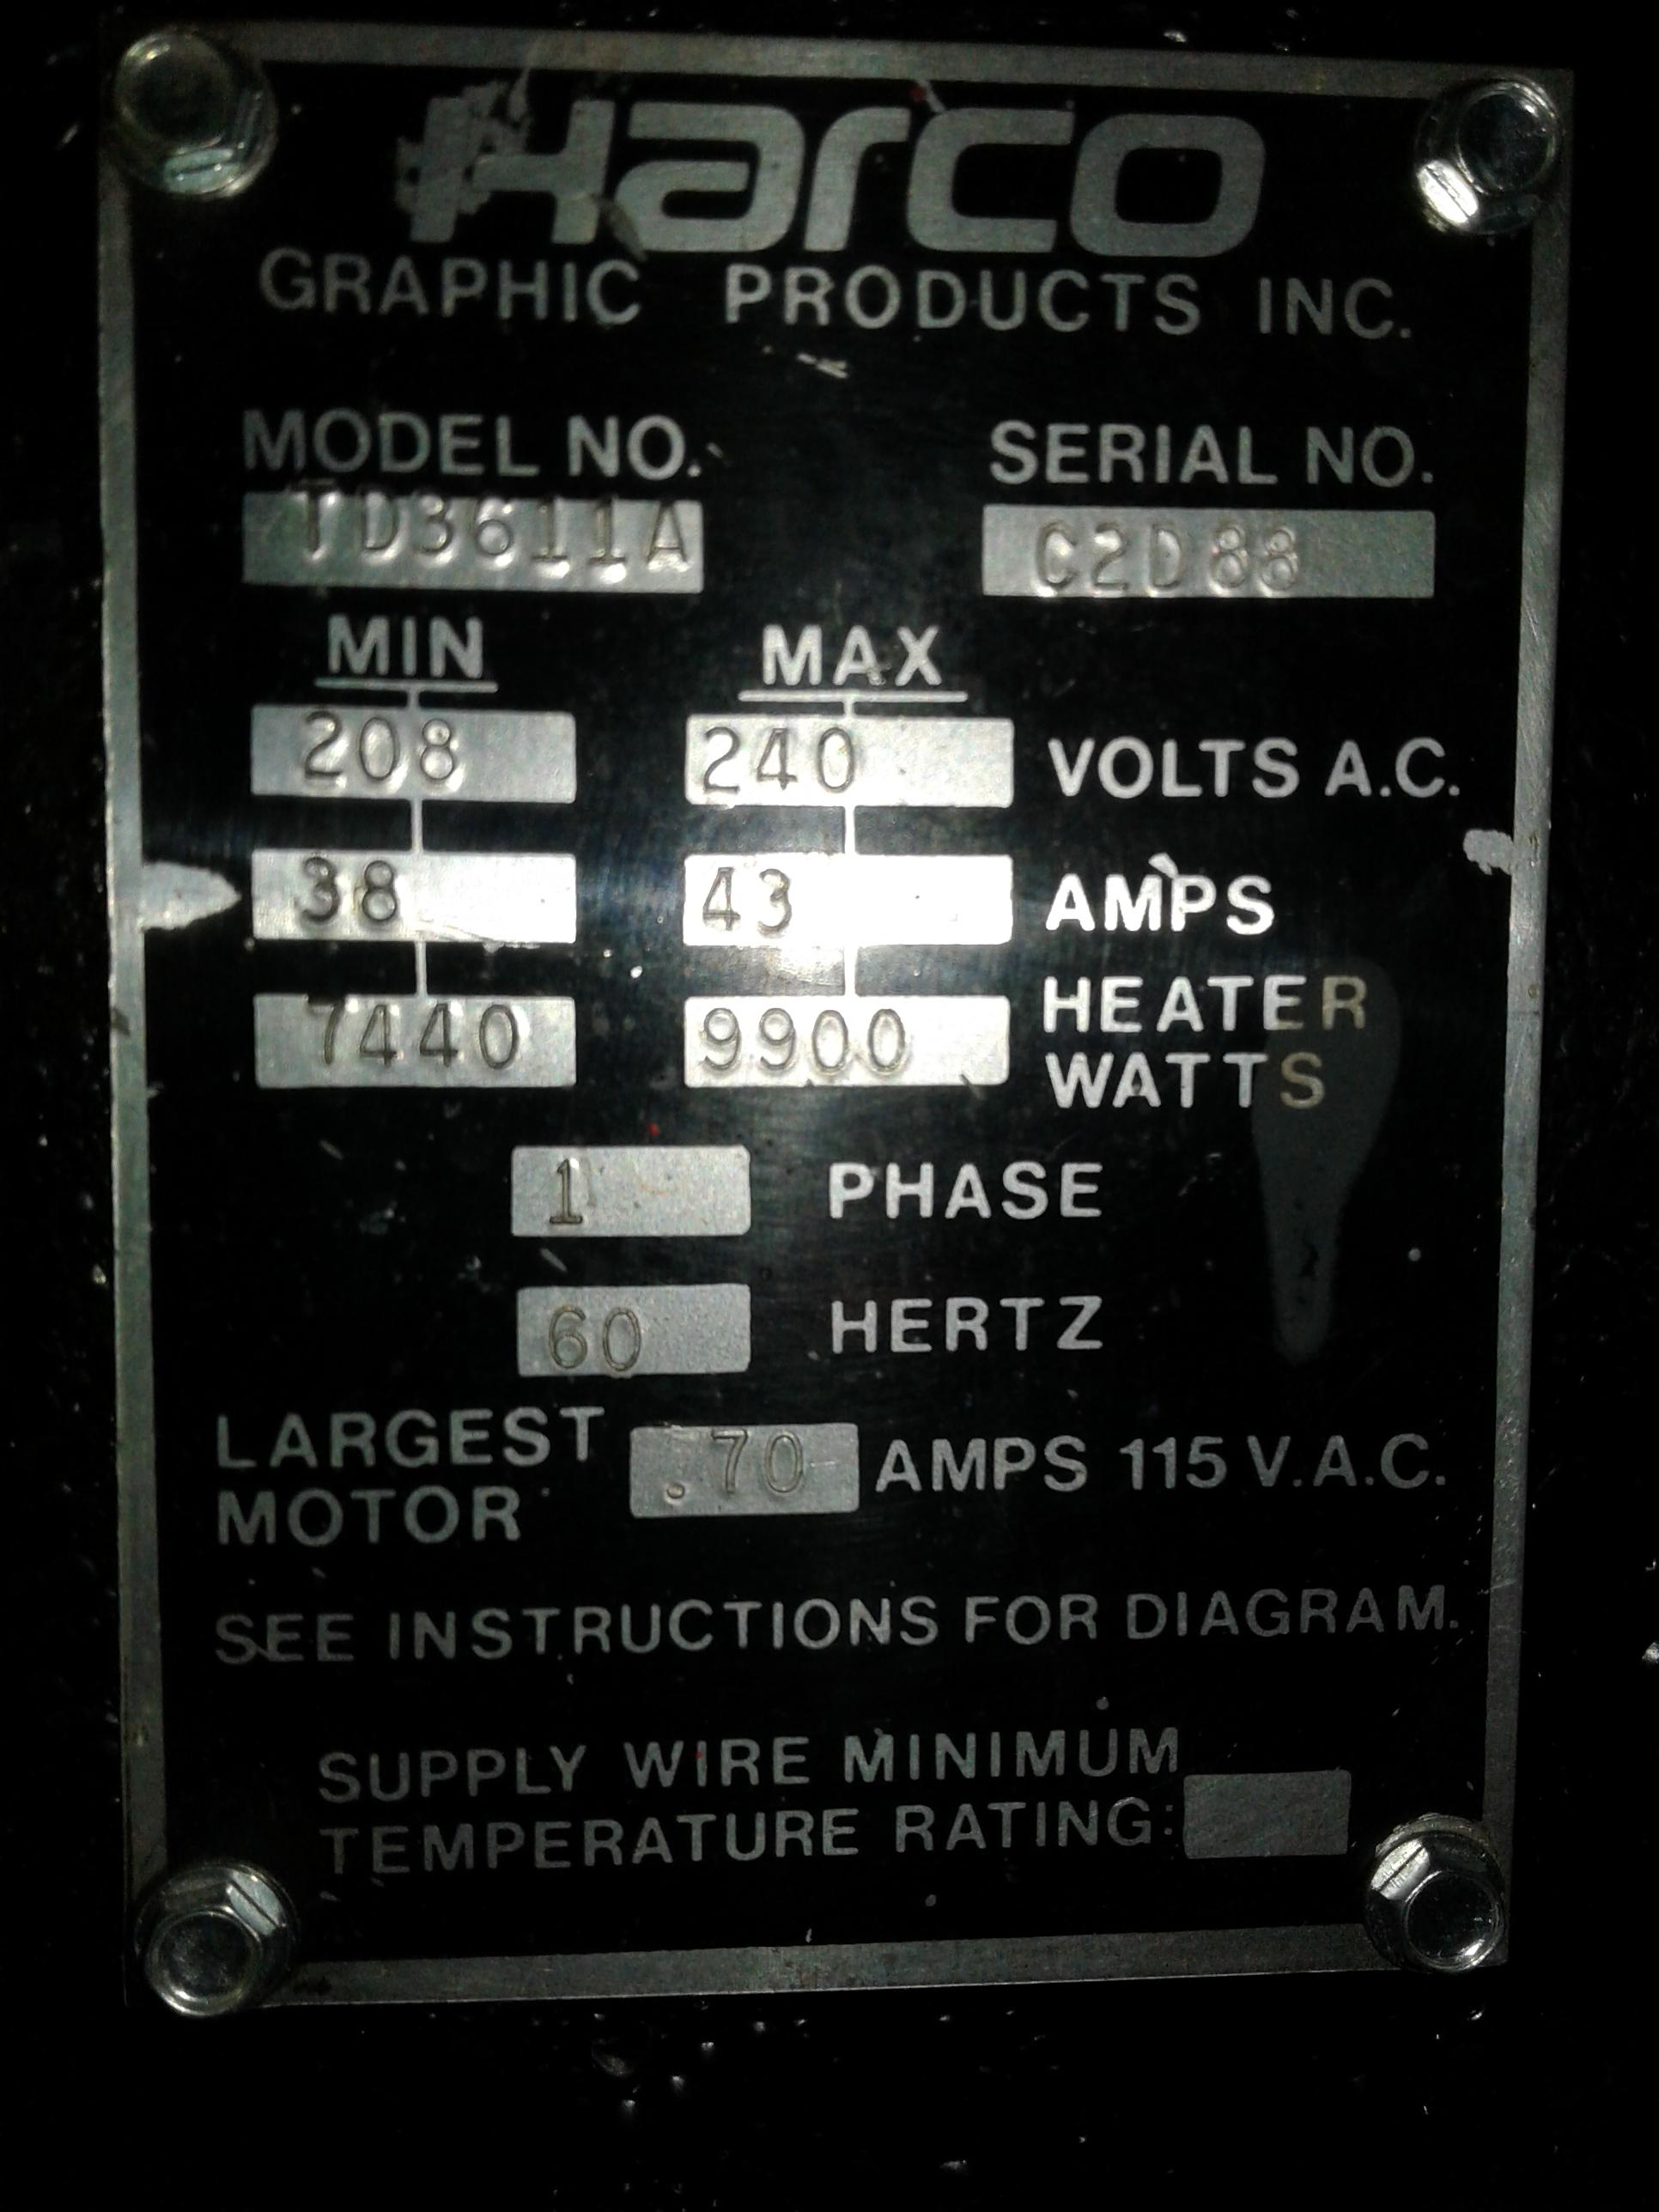 Harco
GRAPHIC PRODUCTS INC.
MODEL NO. SERIAL NO.
TD3611A C2D88
MIN MAX
208 240 VOLTS A.C.
38 43 AMPS
7440 9900 HEATER WATTS
1 PHASE
60 HERTZ
LARGEST MOTOR .70 AMPS 115 V.A.C.
SEE INSTRUCTIONS FOR DIAGRAM.
SUPPLY WIRE MINIMUM
TEMPERATURE RATING: